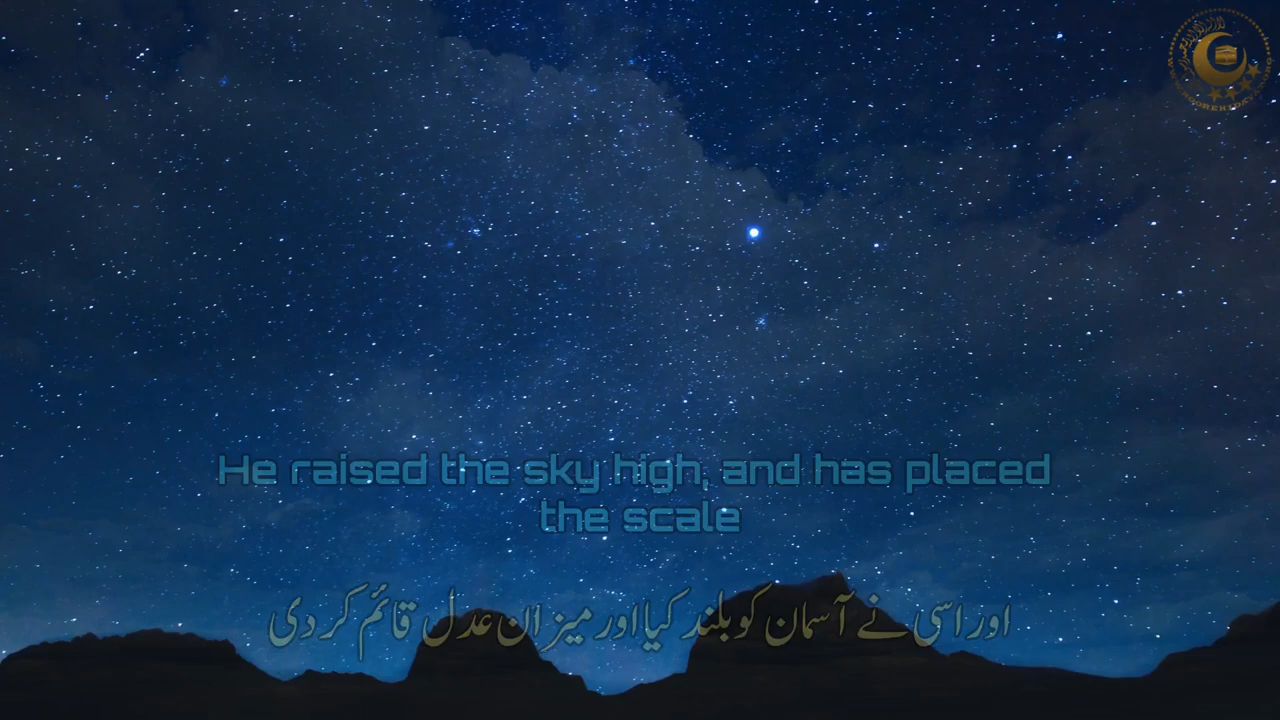 He raised the sky high, and has placed
the scale
اور اسی نے آسمان کو بلند کیا اور میزان عدل قائم کر دی